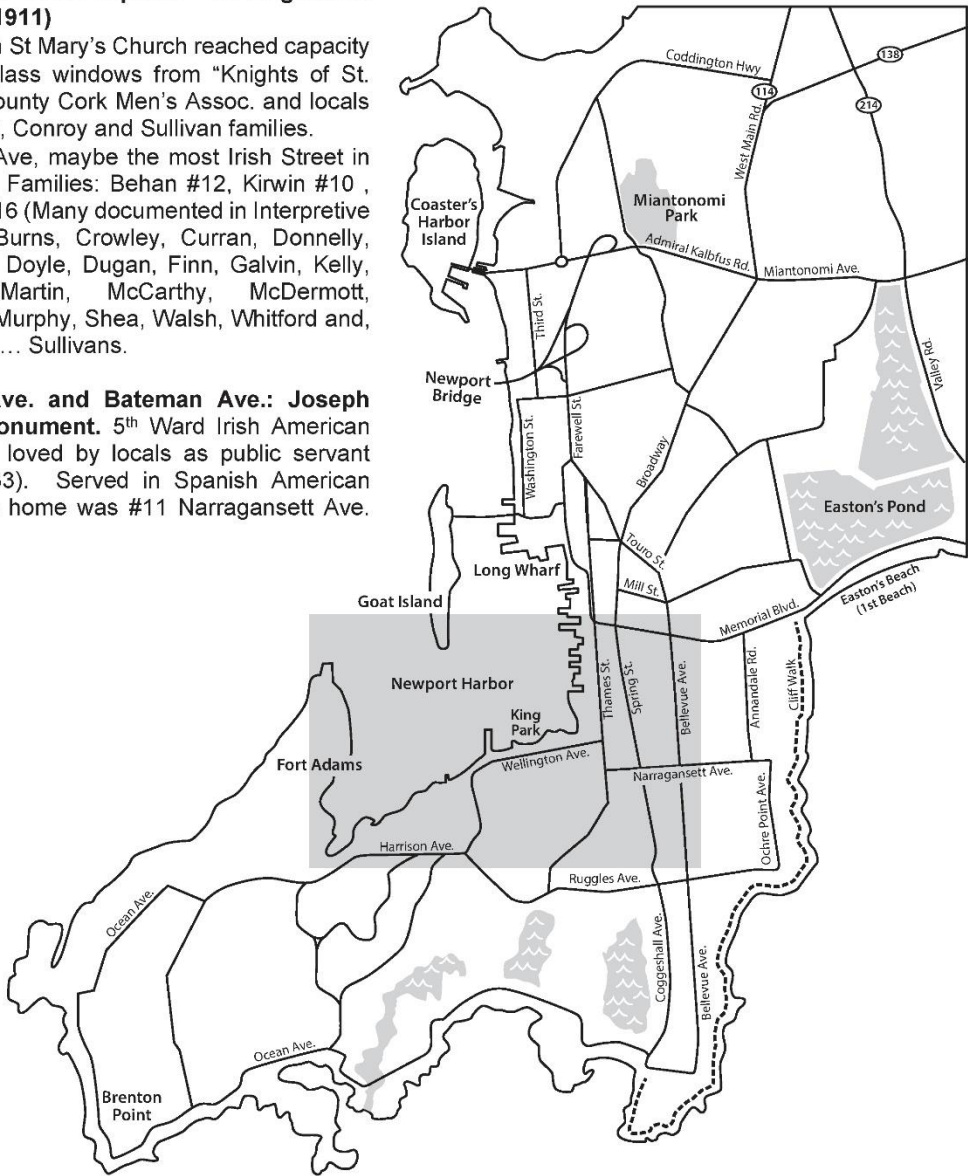 1911)
St Mary’s Church reached capacity
lass windows from “Knights of St.
ounty Cork Men’s Assoc. and locals
, Conroy and Sullivan families.
Ave, maybe the most Irish Street in
Families: Behan #12, Kirwin #10 ,
16 (Many documented in Interpretive
Burns, Crowley, Curran, Donnelly,
Doyle, Dugan, Finn, Galvin, Kelly,
Martin, McCarthy, McDermott,
Murphy, Shea, Walsh, Whitford and,
… Sullivans.
ve. and Bateman Ave.: Joseph
onument. 5th Ward Irish American
loved by locals as public servant
63). Served in Spanish American
home was #11 Narragansett Ave.
Coddington Hwy
138
114
214
West Main Rd.
Coaster’s
Harbor
Island
Miantonomi
Park
Admiral Kalbfus Rd.
Miantonomi Ave.
Third St.
Valley Rd.
Newport
Bridge
Washington St.
Farewell St.
Broadway
Easton’s Pond
Touro St.
Long Wharf
Mill St.
Easton’s Beach
(1st Beach)
Goat Island
Memorial Blvd.
Newport Harbor
Thames St.
Spring St.
Bellevue Ave.
Annandale Rd.
Cliff Walk
King
Park
Fort Adams
Wellington Ave.
Narragansett Ave.
Ochre Point Ave.
Harrison Ave.
Ruggles Ave.
Ocean Ave.
Coggeshall Ave.
Bellevue Ave.
Ocean Ave.
Brenton
Point